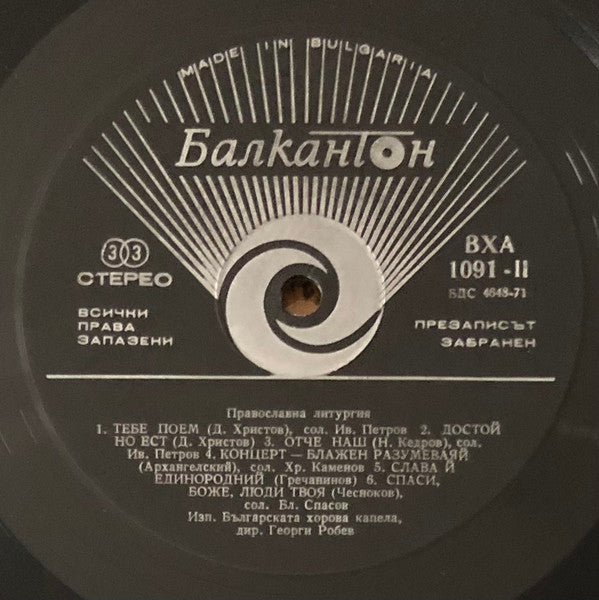 MADE IN BULGARIA
Балкантон
33
СТЕРЕО
ВСИЧКИ
ПРАВА
ЗАПАЗЕНИ
ВХА
1091 - II
БДС 4648-71
ПРЕЗАПИСЪТ
ЗАБРАНЕН
Православна литургия
1. ТЕБЕ ПОЕМ (Д. Христов), сол. Ив. Петров 2. ДОСТОЙ
НО ЕСТ (Д. Христов) 3. ОТЧЕ НАШ (Н. Кедров), сол.
Ив. Петров 4. КОНЦЕРТ — БЛАЖЕН РАЗУМЕВАЯЙ
(Архангелский), сол. Хр. Каменов 5. СЛАВА Й
ЕДИНОРОДНИЙ (Гречанинов) 6. СПАСИ,
БОЖЕ, ЛЮДИ ТВОЯ (Чесноков),
сол. Бл. Спасов
Изп. Българската хорова капела,
дир. Георги Робев